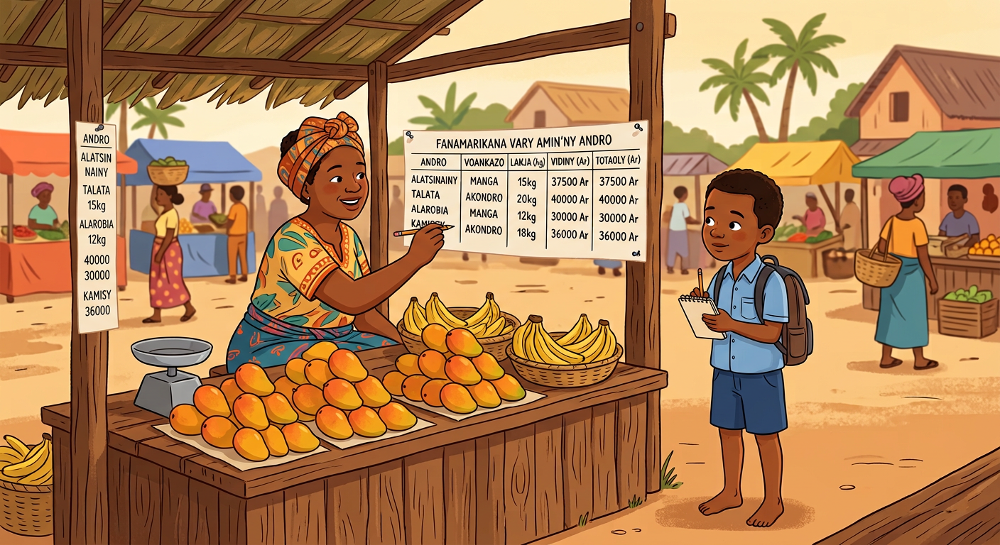 ANDRO
ALATSIN
NAINY
TALATA
15kg
ALAROBIA
12kg
40000
30000
KAMISY
36000
FANAMARIKANA VARY AMIN'NY ANDRO
ANDRO VOANKAZO LANJA (kg) VIDINY (Ar) TOTAOLY (Ar)
ALATSINAINY MANGA 15kg 37500 Ar 37500 Ar
TALATA AKONDRO 20kg 40000 Ar 40000 Ar
ALAROBIA MANGA 12kg 30000 Ar 30000 Ar
AKONDRO 18kg 36000 Ar 36000 Ar